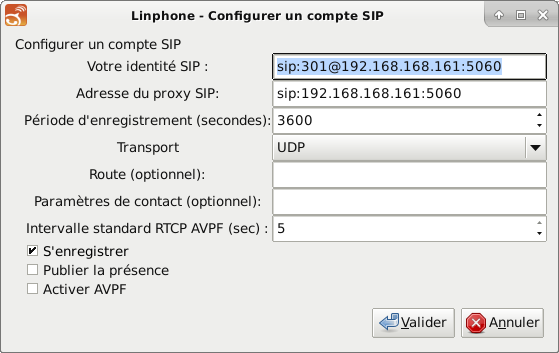 Linphone - Configurer un compte SIP
Configurer un compte SIP
Votre identité SIP : sip:301@192.168.168.161:5060
Adresse du proxy SIP: sip:192.168.168.161:5060
Période d'enregistrement (secondes): 3600
Transport UDP
Route (optionnel):
Paramètres de contact (optionnel):
Intervalle standard RTCP AVPF (sec) : 5
S'enregistrer
Publier la présence
Activer AVPF
Valider Annuler